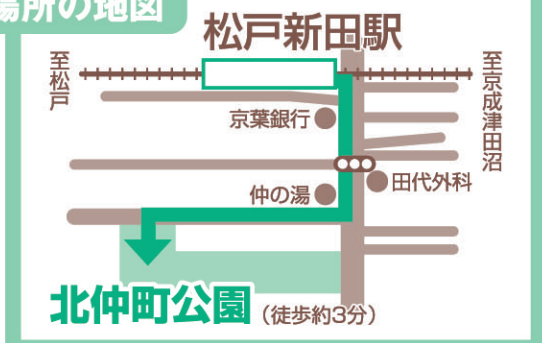 場所の地図
松戸新田駅
至松戸
至京成津田沼
京葉銀行
田代外科
仲の湯
北仲町公園(徒歩約3分)